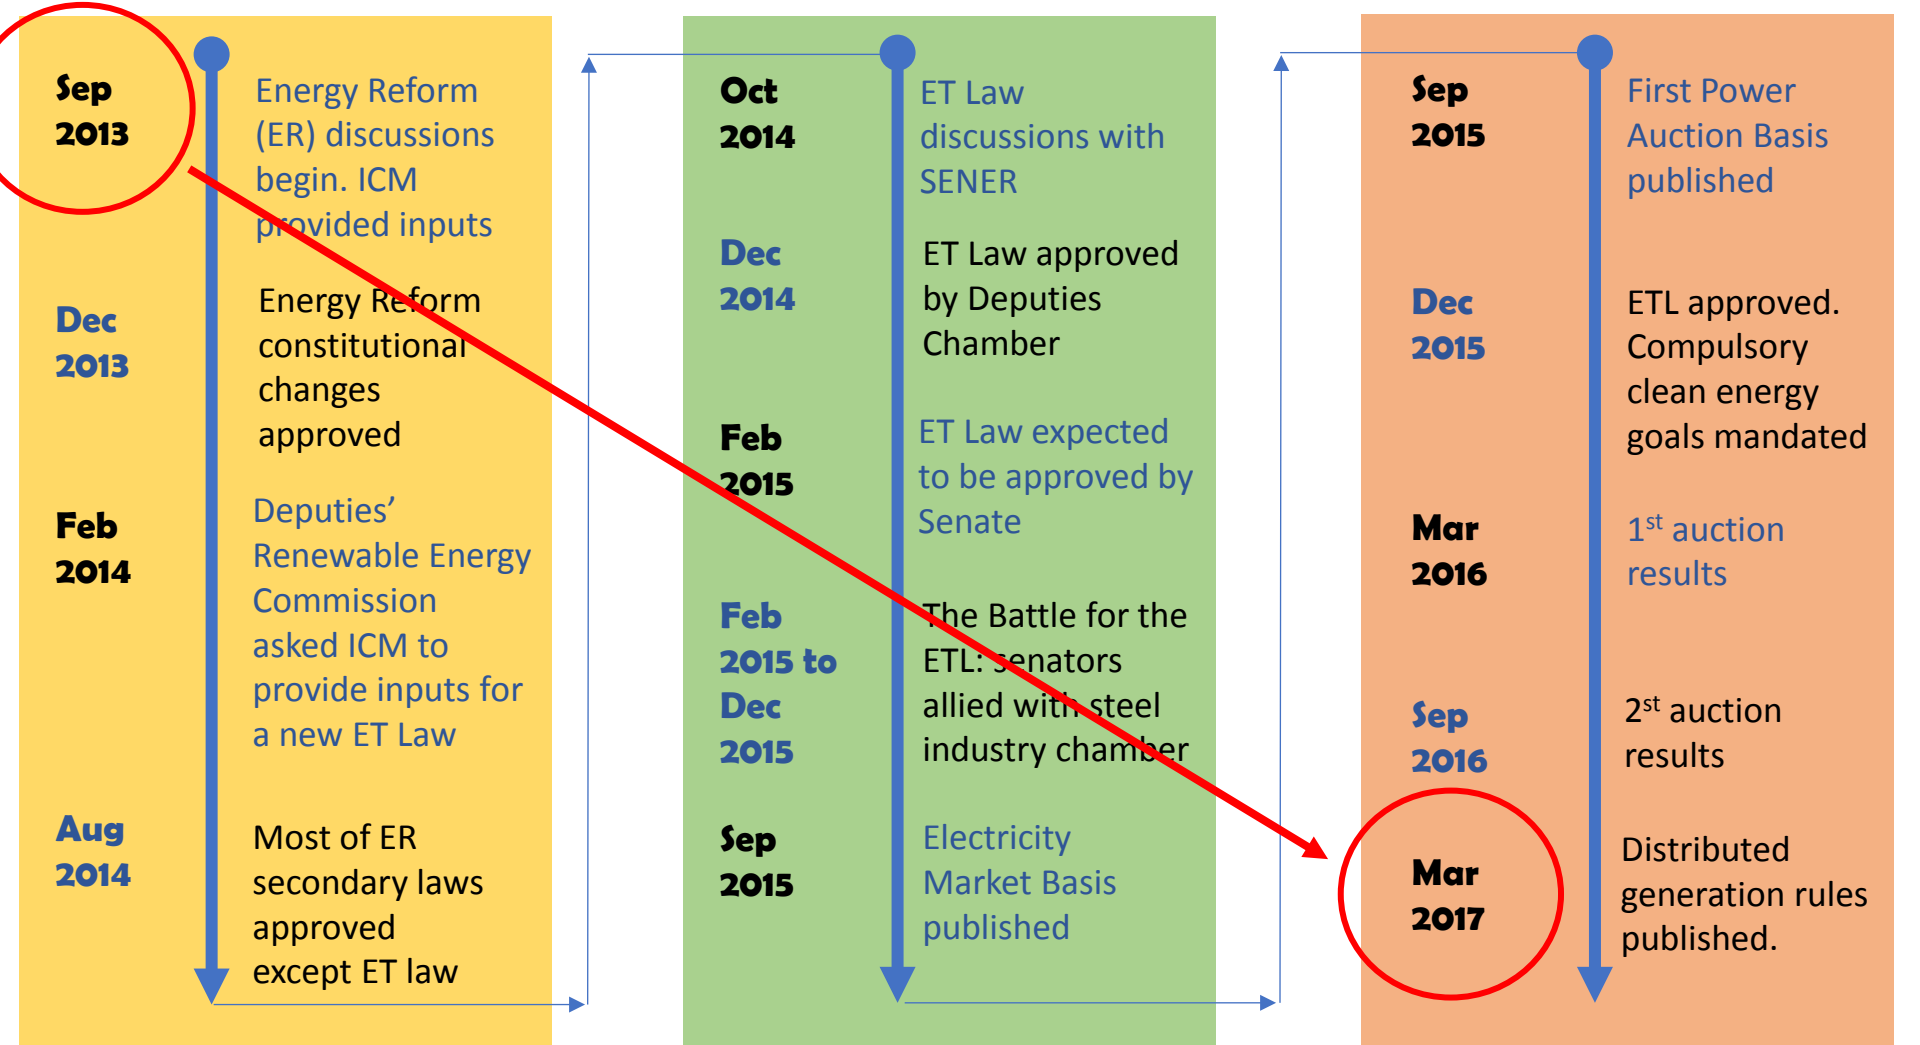 Sep
2013
Energy Reform
(ER) discussions
begin. ICM
provided inputs
Dec
2013
Energy Reform
constitutional
changes
approved
Feb
2014
Deputies’
Renewable Energy
Commission
asked ICM to
provide inputs for
a new ET Law
Aug
2014
Most of ER
secondary laws
approved
except ET law
Oct
2014
ET Law
discussions with
SENER
Dec
2014
ET Law approved
by Deputies
Chamber
Feb
2015
ET Law expected
to be approved by
Senate
Feb
2015 to
Dec
2015
The Battle for the
ETL: senators
allied with steel
industry chamber
Sep
2015
Electricity
Market Basis
published
Sep
2015
First Power
Auction Basis
published
Dec
2015
ETL approved.
Compulsory
clean energy
goals mandated
Mar
2016
1st auction
results
Sep
2016
2st auction
results
Mar
2017
Distributed
generation rules
published.